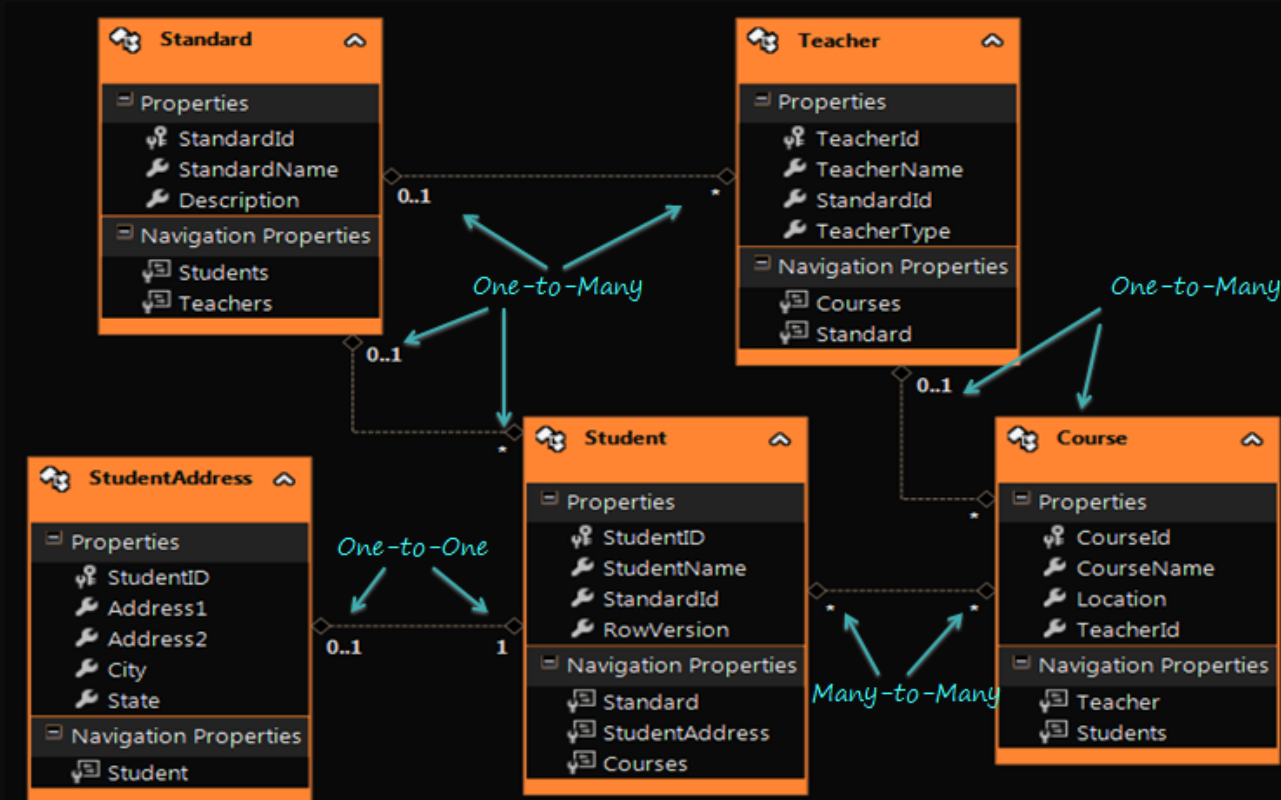 Standard
Properties
StandardId
StandardName
Description
Navigation Properties
Students
Teachers
0..1
*
Teacher
Properties
TeacherId
TeacherName
StandardId
TeacherType
Navigation Properties
Courses
Standard
One-to-Many
One-to-Many
0..1
*
0..1
*
StudentAddress
Properties
StudentID
Address1
Address2
City
State
Navigation Properties
Student
One-to-One
0..1
1
Student
Properties
StudentID
StudentName
StandardId
RowVersion
Navigation Properties
Standard
StudentAddress
Courses
*
*
Many-to-Many
Course
Properties
CourseId
CourseName
Location
TeacherId
Navigation Properties
Teacher
Students